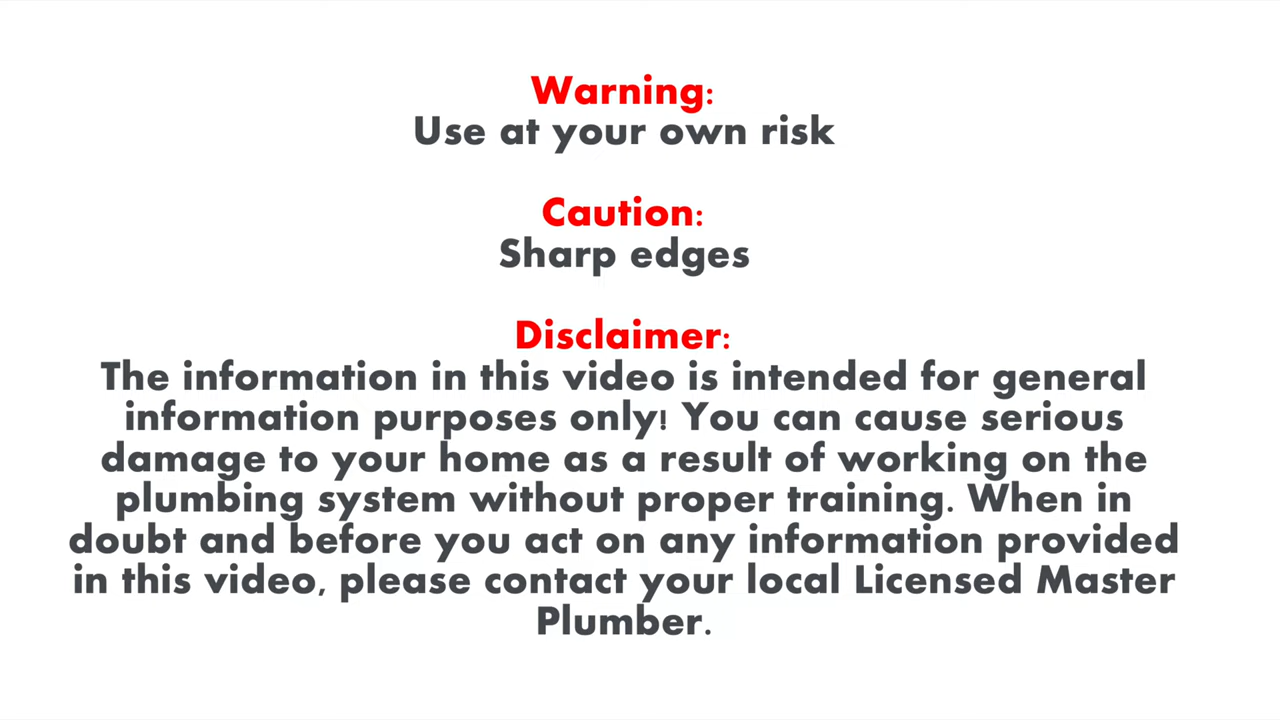 Warning:
Use at your own risk
Caution:
Sharp edges
Disclaimer:
The information in this video is intended for general
information purposes only! You can cause serious
damage to your home as a result of working on the
plumbing system without proper training. When in
doubt and before you act on any information provided
in this video, please contact your local Licensed Master
Plumber.